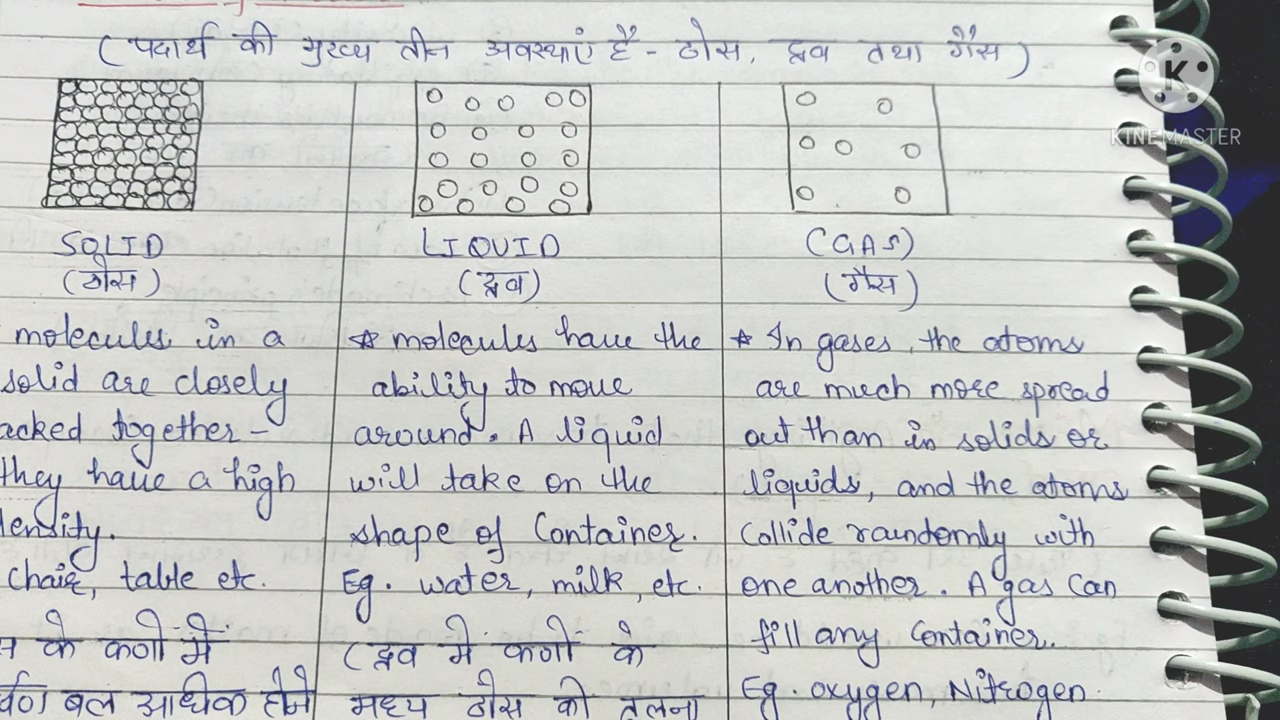 (पदार्थ की मुख्य तीन अवस्थाएं हैं - ठोस, द्रव तथा गैस)
K
KINEMASTER
SOLID
(ठोस)
molecules in a
solid are closely
acked together-
they have a high
density.
chair, table etc.
के कणों में
बल अधिक होने
LIQUID
(द्रव)
☆ molecules have the
ability to move
around. A liquid
will take on the
shape of Container.
Eg. water, milk, etc.
(द्रव में कणों के
मध्य ठोस की तुलना
(GAS)
(गैस)
☆ In gases, the atoms
are much more spread
out than in solids or
liquids, and the atoms
Collide randomly with
one another. A gas can
fill any Container.
Eg. oxygen, Nitrogen.